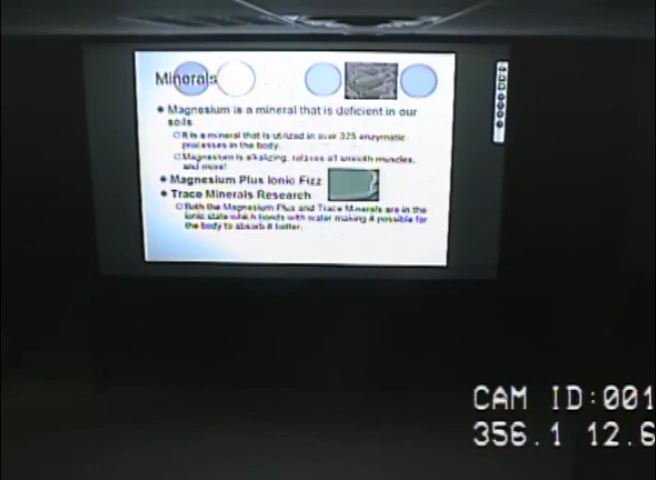 Minerals
Magnesium is a mineral that is deficient in our
soils
It is a mineral that is utilized in over 325 enzymatic
processes in the body.
Magnesium is alkalizing, relaxes all smooth muscles,
and more!
Magnesium Plus Ionic Fizz
Trace Minerals Research
Both the Magnesium Plus and Trace Minerals are in the
ionic state which bonds with water making it possible for
the body to absorb it better.
CAM ID:001
356.1 12.6